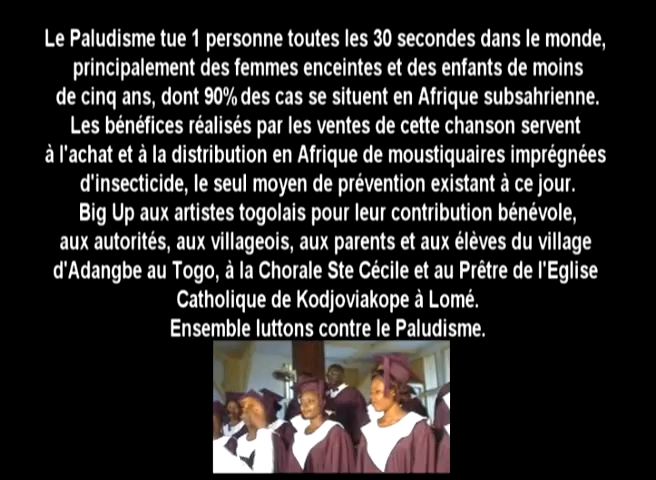 Le Paludisme tue 1 personne toutes les 30 secondes dans le monde,
principalement des femmes enceintes et des enfants de moins
de cinq ans, dont 90% des cas se situent en Afrique subsahrienne.
Les bénéfices réalisés par les ventes de cette chanson servent
à l'achat et à la distribution en Afrique de moustiquaires imprégnées
d'insecticide, le seul moyen de prévention existant à ce jour.
Big Up aux artistes togolais pour leur contribution bénévole,
aux autorités, aux villageois, aux parents et aux élèves du village
d'Adangbe au Togo, à la Chorale Ste Cécile et au Prêtre de l'Eglise
Catholique de Kodjoviakope à Lomé.
Ensemble luttons contre le Paludisme.